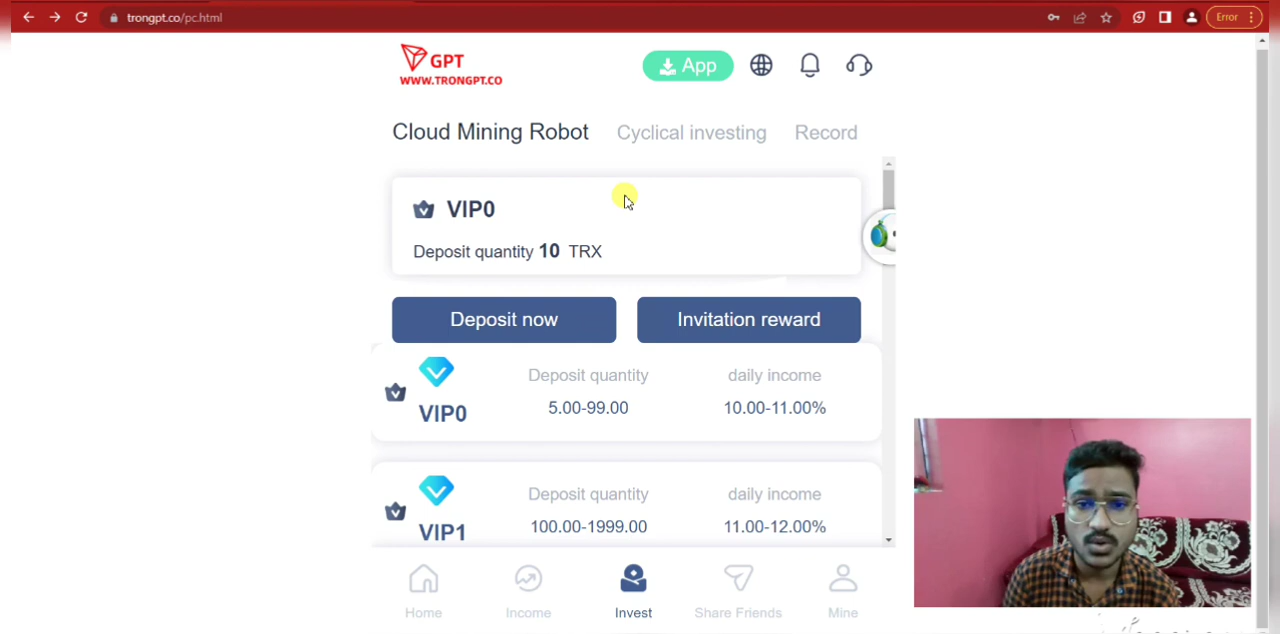 trongpt.co/pc.html
Error
GPT
WWW.TRONGPT.CO
App
Cloud Mining Robot Cyclical investing Record
VIP0
Deposit quantity 10 TRX
Deposit now Invitation reward
VIP0 Deposit quantity daily income
5.00-99.00 10.00-11.00%
VIP1 Deposit quantity daily income
100.00-1999.00 11.00-12.00%
Home Income Invest Share Friends Mine